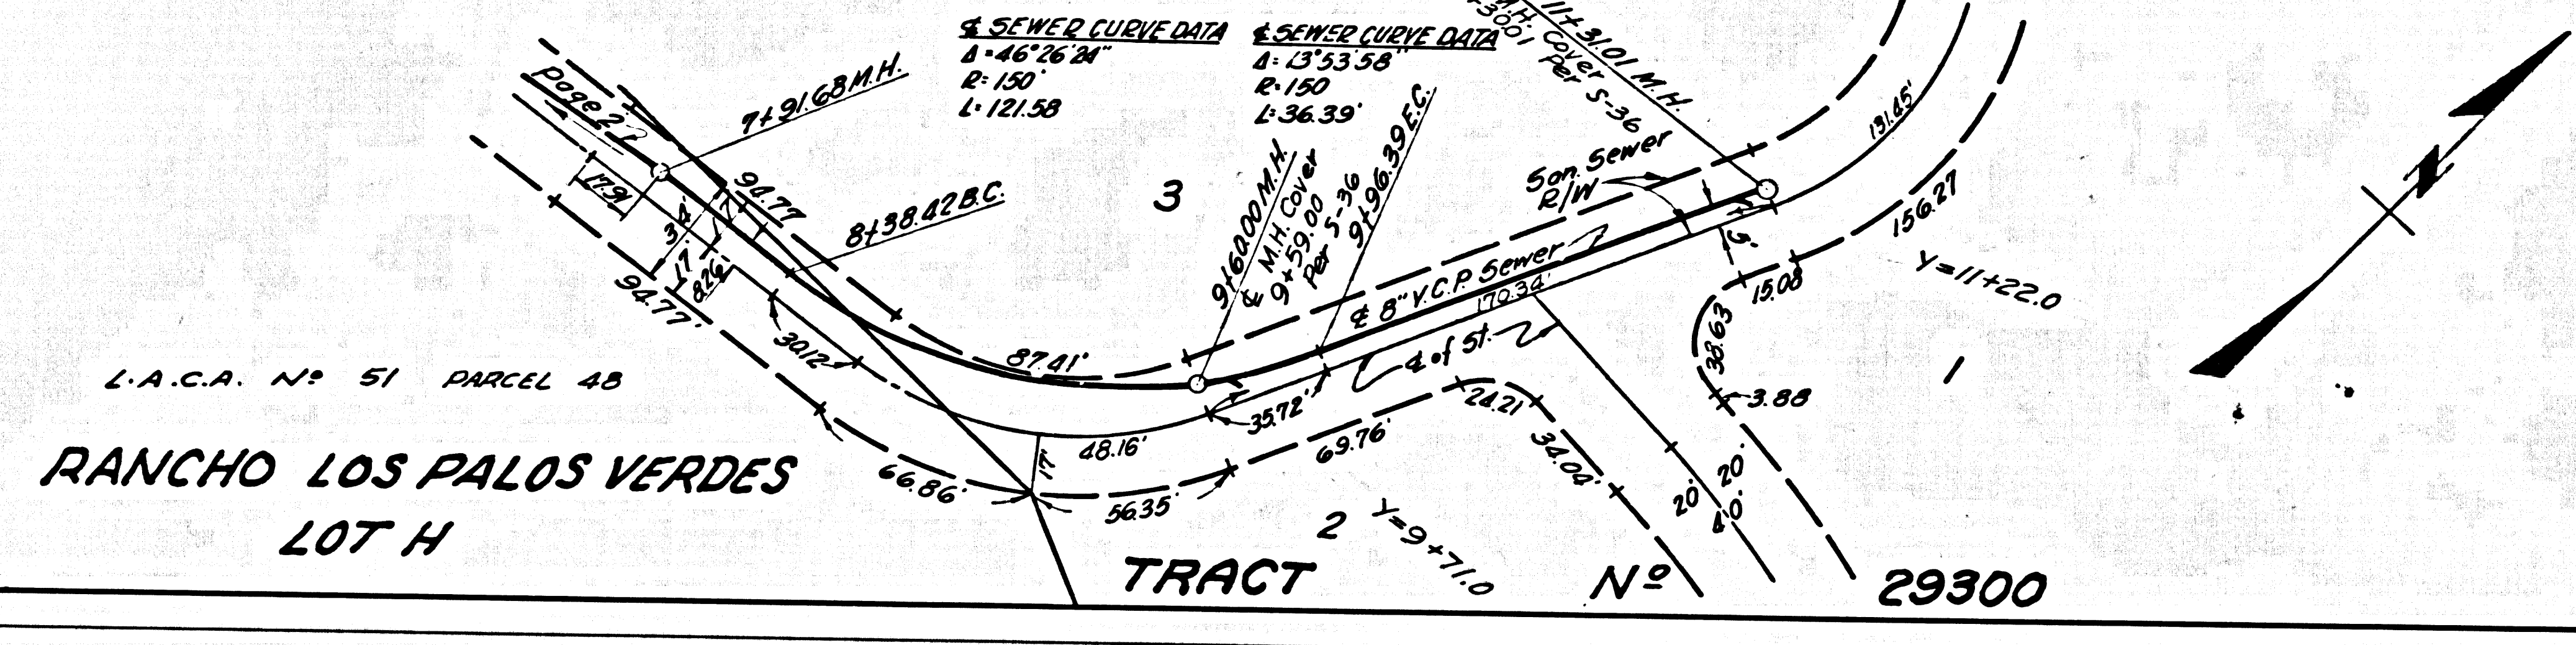 ℄ SEWER CURVE DATA
Δ=46°26'24"
R=150'
L=121.58
℄ SEWER CURVE DATA
Δ=13°53'58"
R=150
L=36.39'
11+31.01 M.H.
M.H. Cover
Per S-36
7+91.68 M.H.
17.91
94.77
34'
17'
8.26'
94.77'
8+38.42 B.C.
3
9+60.00 M.H.
℄ M.H. Cover
9+59.00
Per S-36
9+96.39 E.C.
San. Sewer
R/W
131.45'
156.27
Y=11+22.0
5'
15.08
38.63
3.88
1
℄ 8" V.C.P. Sewer
170.34'
℄ of St.
30.12
87.41'
48.16'
17'
35.72'
24.21
69.76'
34.04'
66.86'
56.35'
20'
20'
40'
L.A.C.A. Nº 51 PARCEL 48
RANCHO LOS PALOS VERDES
LOT H
2
Y=9+71.0
TRACT Nº 29300